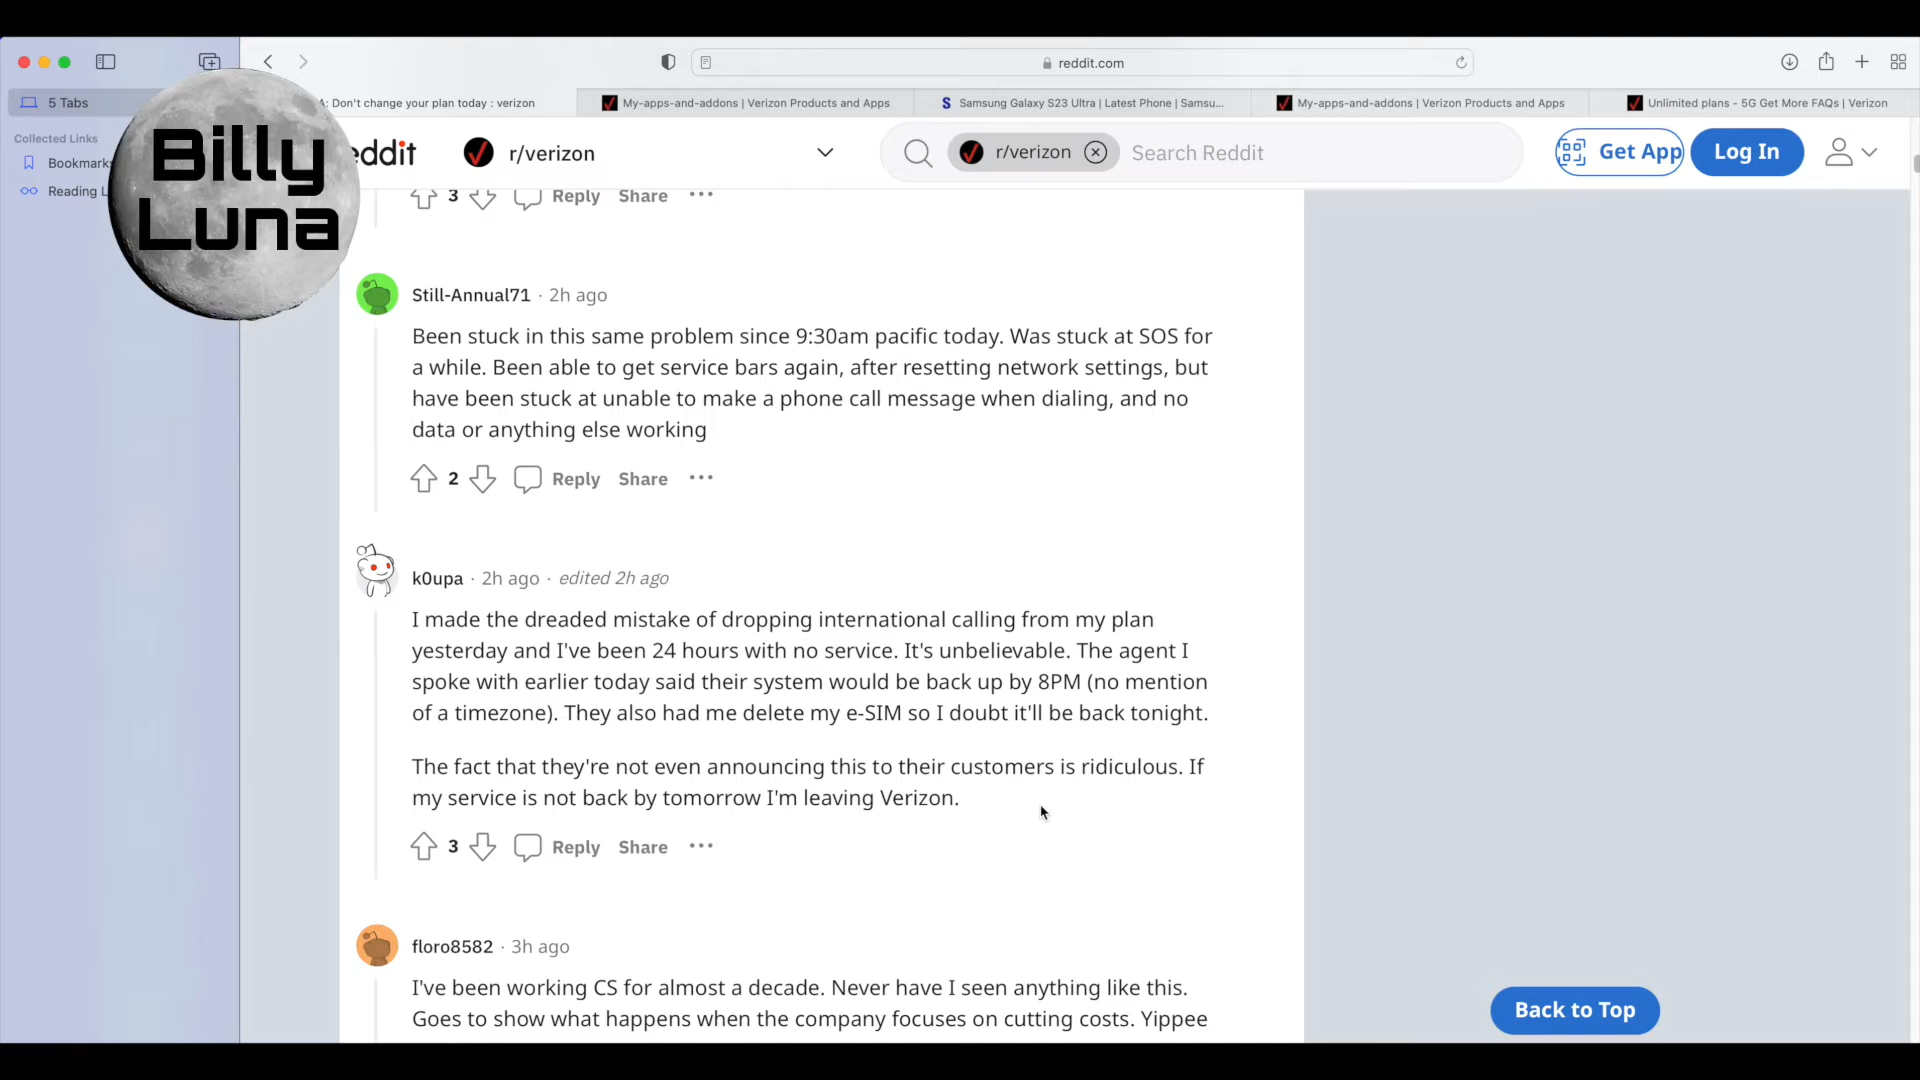 reddit.com
5 Tabs
: Don't change your plan today : verizon
My-apps-and-addons | Verizon Products and Apps
Samsung Galaxy S23 Ultra | Latest Phone | Samsu...
My-apps-and-addons | Verizon Products and Apps
Unlimited plans - 5G Get More FAQs | Verizon
Collected Links
Bookmarks
Reading L
Billy
Luna
eddit
r/verizon
r/verizon
Search Reddit
Get App
Log In
3 Reply Share ···
Still-Annual71 · 2h ago
Been stuck in this same problem since 9:30am pacific today. Was stuck at SOS for
a while. Been able to get service bars again, after resetting network settings, but
have been stuck at unable to make a phone call message when dialing, and no
data or anything else working
2 Reply Share ···
k0upa · 2h ago · edited 2h ago
I made the dreaded mistake of dropping international calling from my plan
yesterday and I've been 24 hours with no service. It's unbelievable. The agent I
spoke with earlier today said their system would be back up by 8PM (no mention
of a timezone). They also had me delete my e-SIM so I doubt it'll be back tonight.
The fact that they're not even announcing this to their customers is ridiculous. If
my service is not back by tomorrow I'm leaving Verizon.
3 Reply Share ···
floro8582 · 3h ago
I've been working CS for almost a decade. Never have I seen anything like this.
Goes to show what happens when the company focuses on cutting costs. Yippee
Back to Top